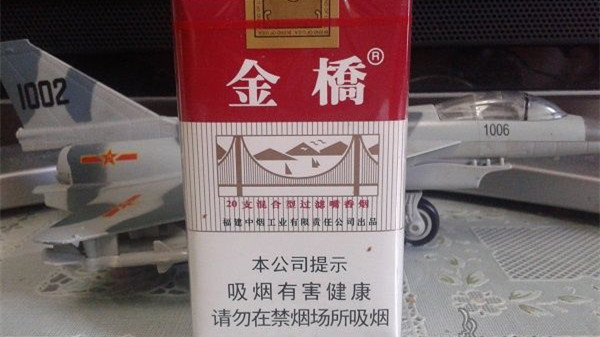 金橋®
1002
1006
20支混合型过滤嘴香烟
福建中烟工业有限责任公司出品
本公司提示
吸烟有害健康
请勿在禁烟场所吸烟